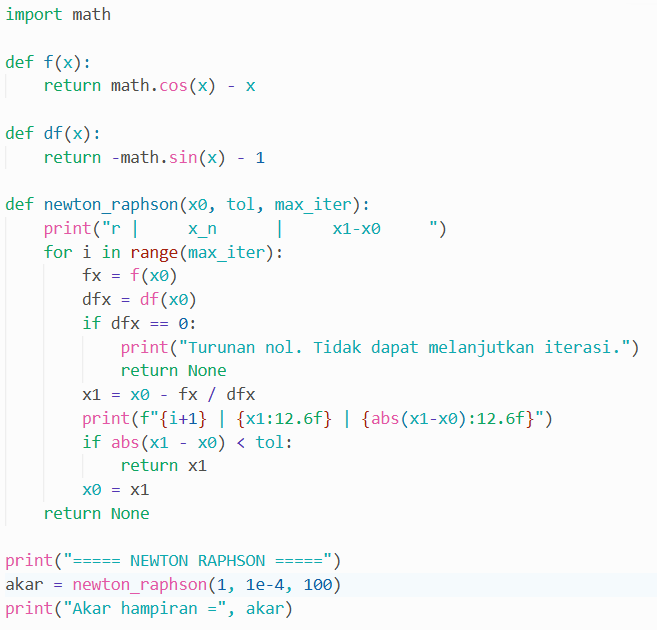 import math

def f(x):
    return math.cos(x) - x

def df(x):
    return -math.sin(x) - 1

def newton_raphson(x0, tol, max_iter):
    print("r |     x_n      |     x1-x0     ")
    for i in range(max_iter):
        fx = f(x0)
        dfx = df(x0)
        if dfx == 0:
            print("Turunan nol. Tidak dapat melanjutkan iterasi.")
            return None
        x1 = x0 - fx / dfx
        print(f"{i+1} | {x1:12.6f} | {abs(x1-x0):12.6f}")
        if abs(x1 - x0) < tol:
            return x1
        x0 = x1
    return None

print("===== NEWTON RAPHSON =====")
akar = newton_raphson(1, 1e-4, 100)
print("Akar hampiran =", akar)